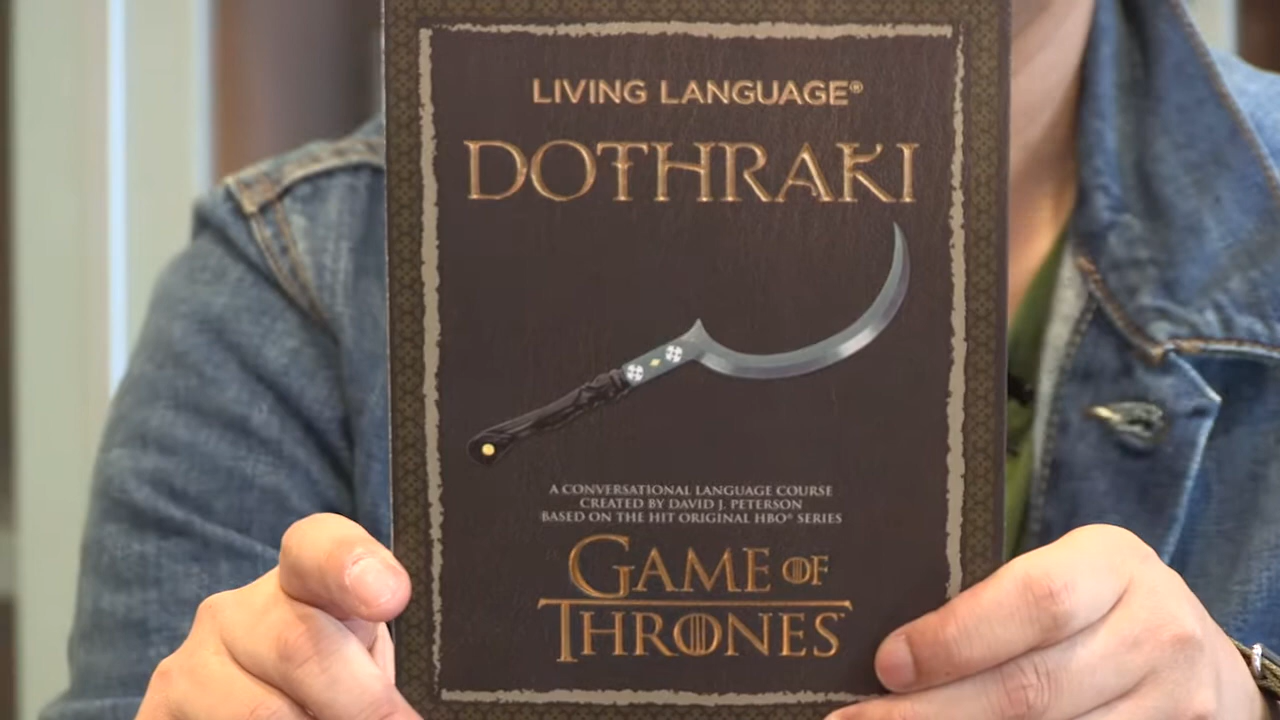 LIVING LANGUAGE®
DOTHRAKI
A CONVERSATIONAL LANGUAGE COURSE
CREATED BY DAVID J. PETERSON
BASED ON THE HIT ORIGINAL HBO® SERIES
GAME OF
THRONES